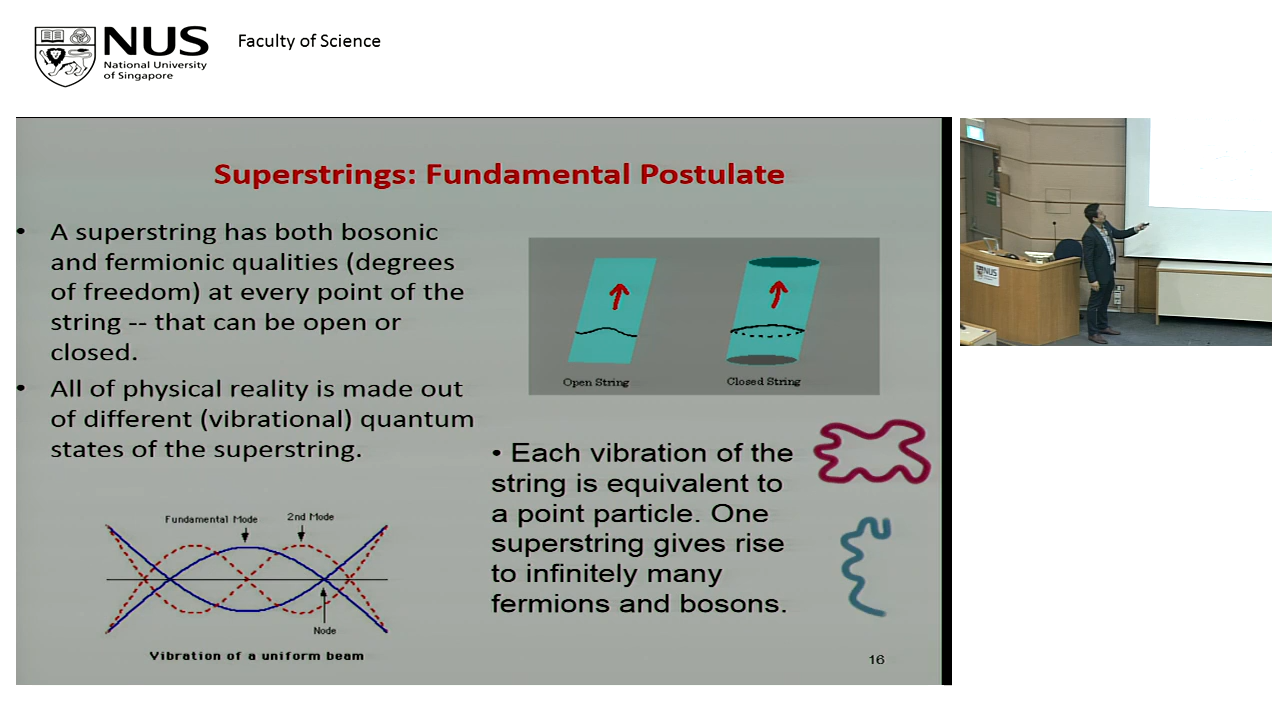 NUS
National University
of Singapore
Faculty of Science
Superstrings: Fundamental Postulate
• A superstring has both bosonic
and fermionic qualities (degrees
of freedom) at every point of the
string -- that can be open or
closed.
• All of physical reality is made out
of different (vibrational) quantum
states of the superstring.
Open String
Closed String
• Each vibration of the
string is equivalent to
a point particle. One
superstring gives rise
to infinitely many
fermions and bosons.
Fundamental Mode
2nd Mode
Node
Vibration of a uniform beam
16
NUS